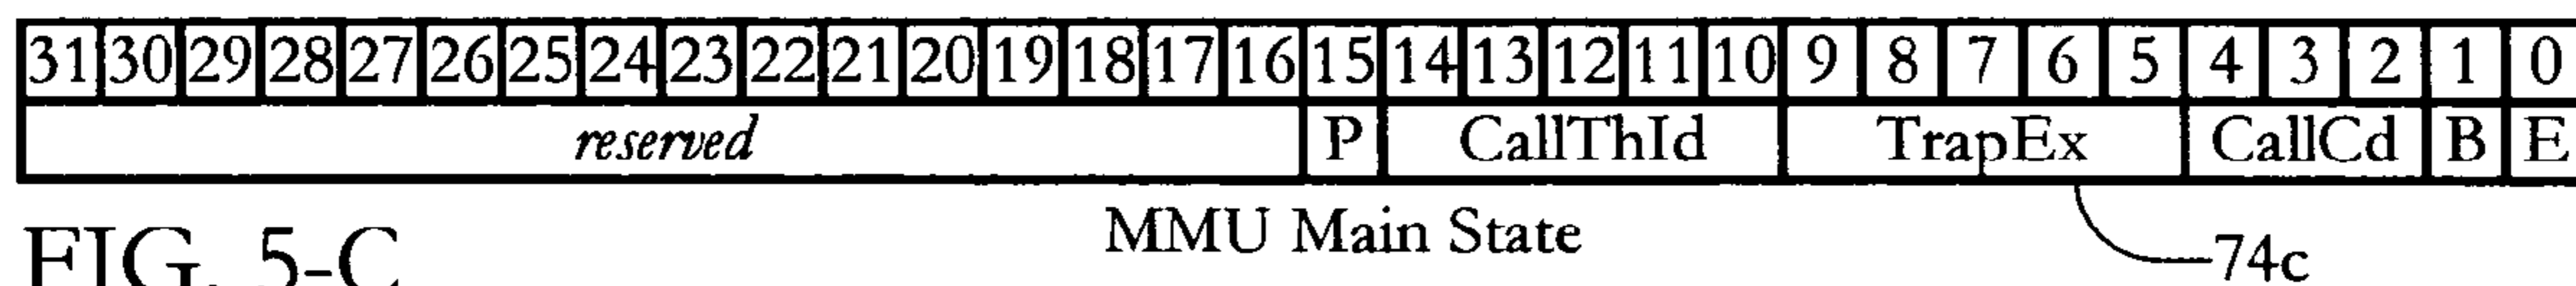 31 30 29 28 27 26 25 24 23 22 21 20 19 18 17 16 15 14 13 12 11 10 9 8 7 6 5 4 3 2 1 0
reserved P CallThId TrapEx CallCd B E
MMU Main State
74c
FIG. 5-C